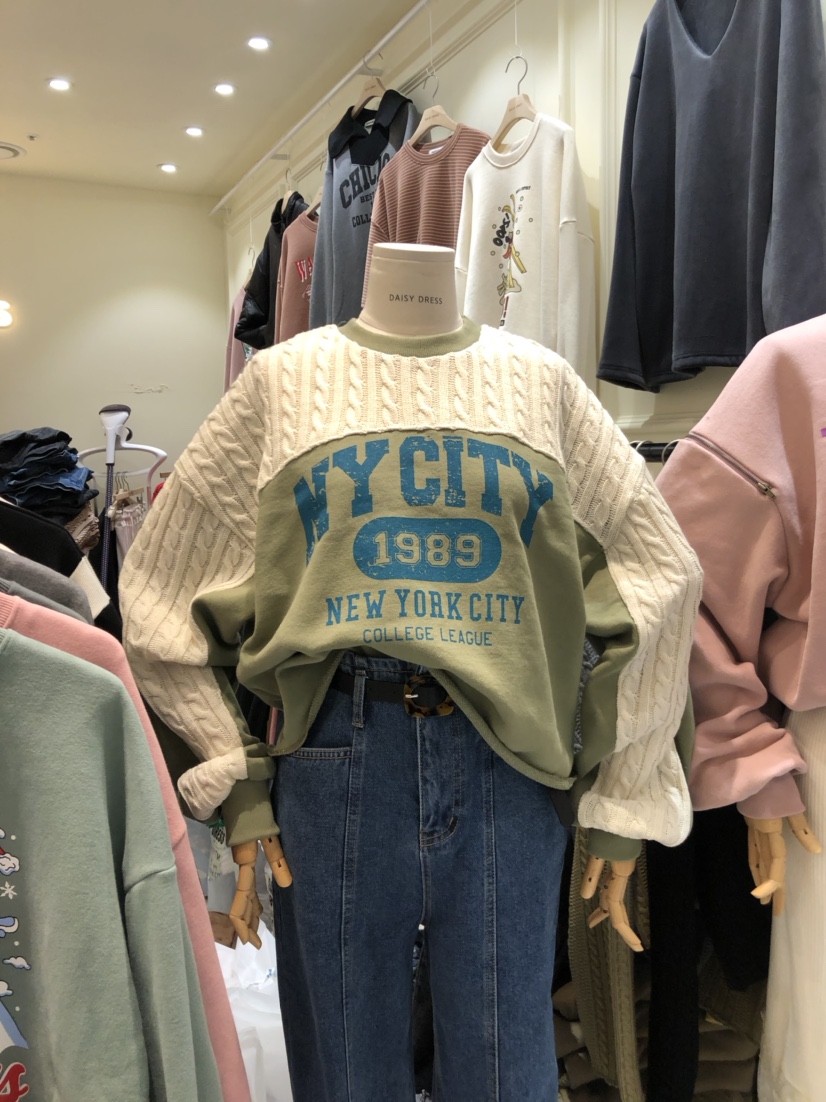 DAISY DRESS
NY CITY
1989
NEW YORK CITY
COLLEGE LEAGUE